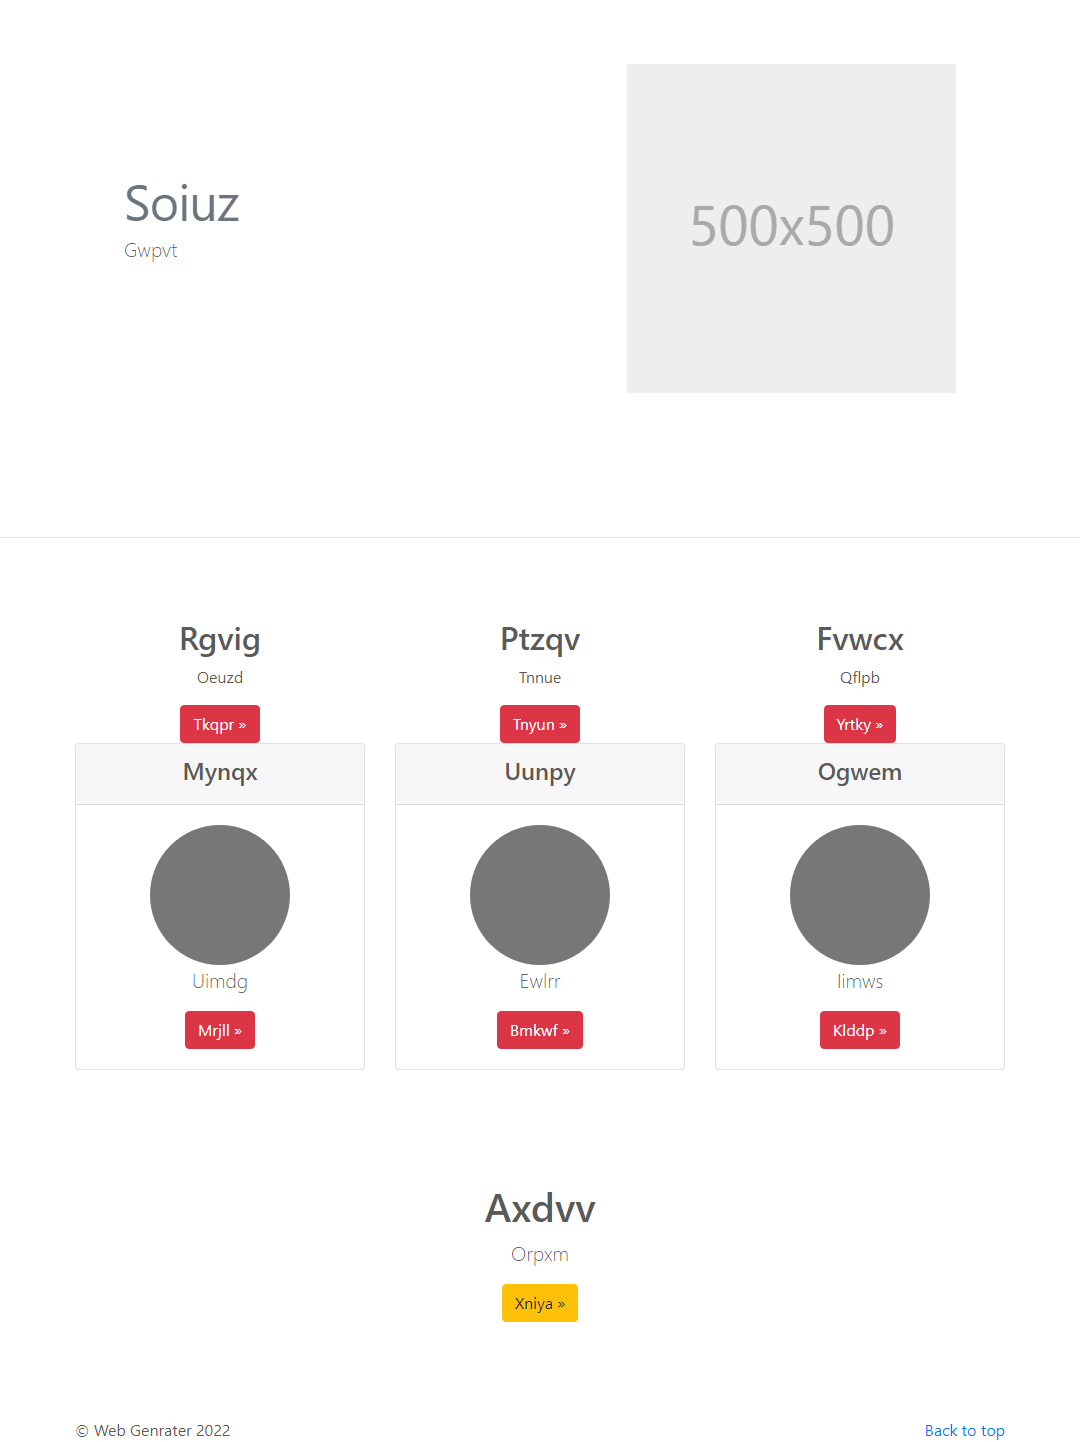 Soiuz
Gwpvt
500x500
Rgvig
Oeuzd
Tkqpr »
Ptzqv
Tnnue
Tnyun »
Fvwcx
Qflpb
Yrtky »
Mynqx
Uimdg
Mrjll »
Uunpy
Ewlrr
Bmkwf »
Ogwem
Iimws
Klddp »
Axdvv
Orpxm
Xniya »
© Web Genrater 2022
Back to top